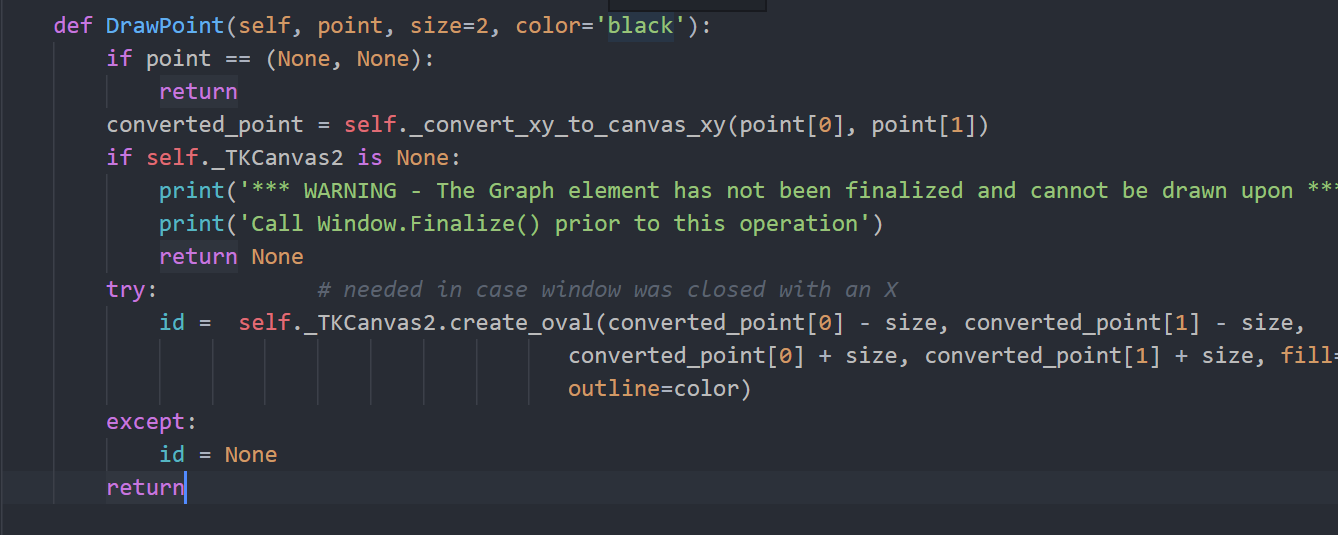 def DrawPoint(self, point, size=2, color='black'):
if point == (None, None):
return
converted_point = self._convert_xy_to_canvas_xy(point[0], point[1])
if self._TKCanvas2 is None:
print('*** WARNING - The Graph element has not been finalized and cannot be drawn upon ***
print('Call Window.Finalize() prior to this operation')
return None
try: # needed in case window was closed with an X
id = self._TKCanvas2.create_oval(converted_point[0] - size, converted_point[1] - size,
converted_point[0] + size, converted_point[1] + size, fill=
outline=color)
except:
id = None
return